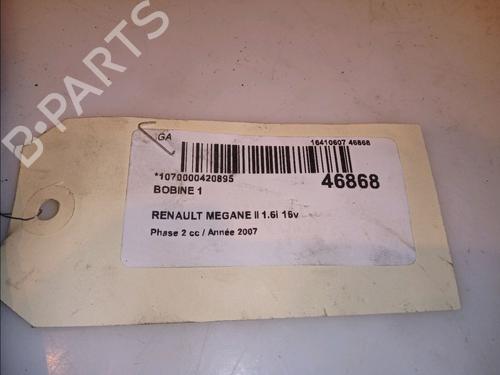 B-PARTS
GA
16410607 46868
*1070000420895
46868
BOBINE 1
RENAULT MEGANE II 1.6i 16v
Phase 2 cc / Année 2007